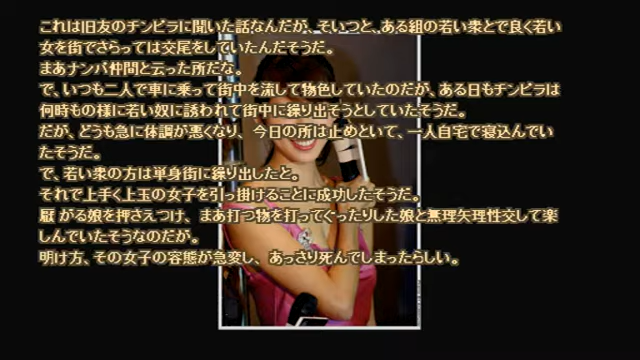 これは旧友のチンピラに聞いた話なんだが、そいつと、ある組の若い衆とで良く若い
女を街でさらっては交尾をしていたんだそうだ。
まあナンパ仲間と云った所だな。
で、いつも二人で車に乗って街中を流して物色していたのだが、ある日もチンピラは
何時もの様に若い奴に誘われて街中に繰り出そうとしていたそうだ。
だが、どうも急に体調が悪くなり、今日の所は止めといて、一人自宅で寝込んでい
たそうだ。
で、若い衆の方は単身街に繰り出したと。
それで上手く上玉の女子を引っ掛けることに成功したそうだ。
厭 がる娘を押さえつけ、まあ打つ物を打ってぐったりした娘と無理矢理性交して楽
しんでいたそうなのだが。
明け方、その女子の容態が急変し、あっさり死んでしまったらしい。